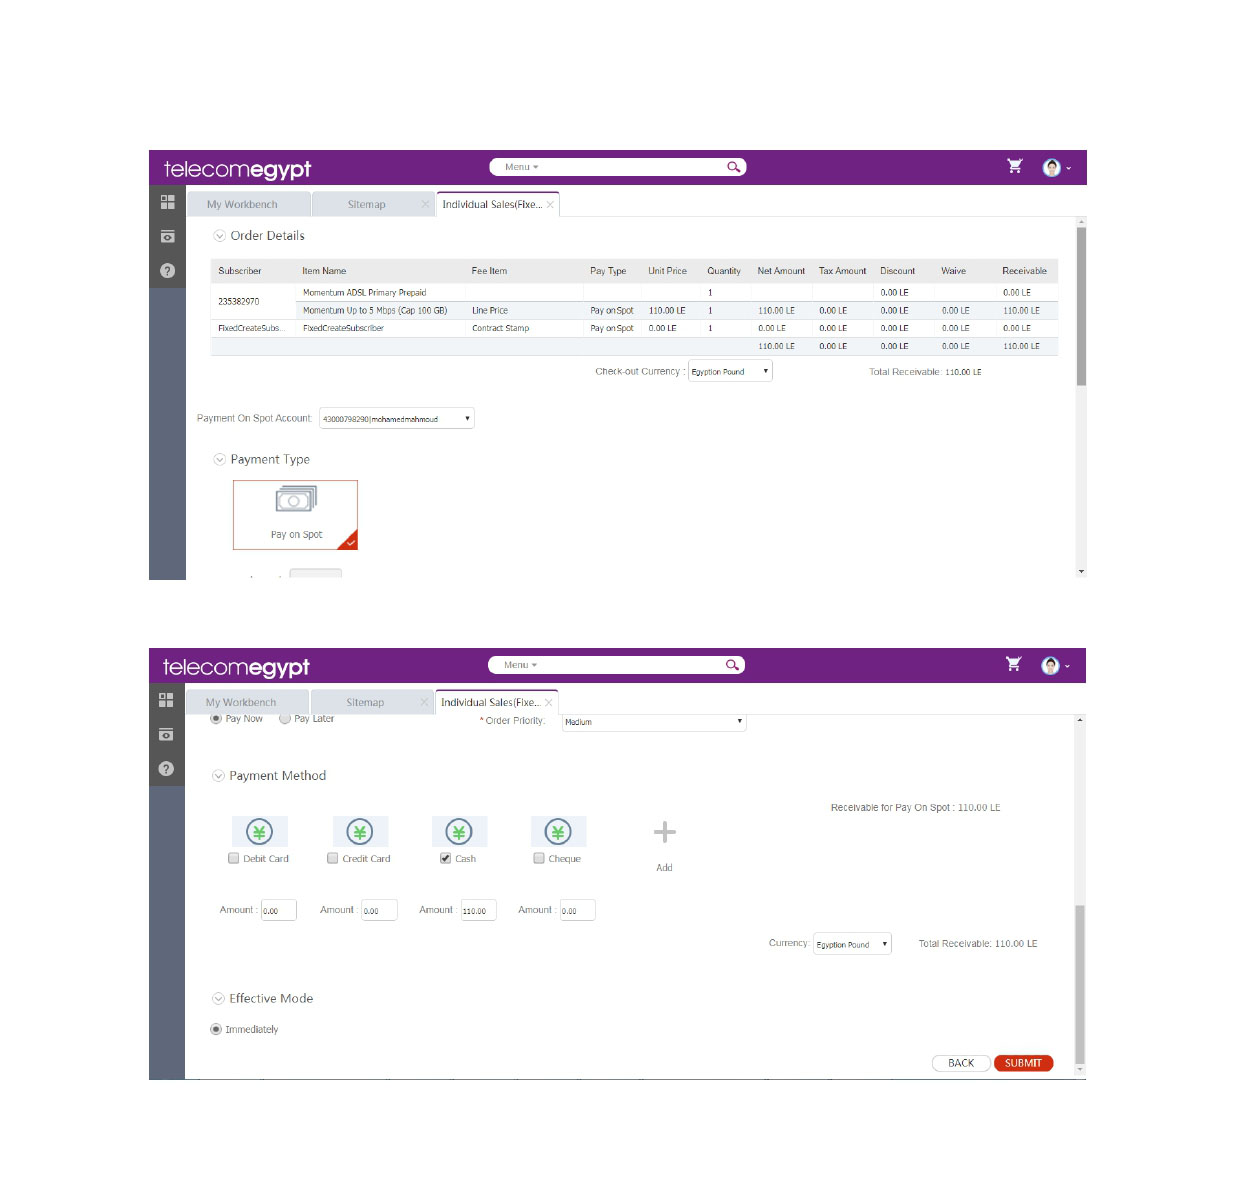 telecomegypt
Menu
My Workbench Sitemap Individual Sales(Fixe...
Order Details
Subscriber Item Name Fee Item Pay Type Unit Price Quantity Net Amount Tax Amount Discount Waive Receivable
235382970 Momentum ADSL Primary Prepaid 1 0.00 LE 0.00 LE
Momentum Up to 5 Mbps (Cap 100 GB) Line Price Pay on Spot 110.00 LE 1 110.00 LE 0.00 LE 0.00 LE 0.00 LE 110.00 LE
FixedCreateSubs... FixedCreateSubscriber Contract Stamp Pay on Spot 0.00 LE 1 0.00 LE 0.00 LE 0.00 LE 0.00 LE 0.00 LE
110.00 LE 0.00 LE 0.00 LE 0.00 LE 110.00 LE
Check-out Currency : Egyption Pound Total Receivable: 110.00 LE
Payment On Spot Account: 43000798290|mohamedmahmoud
Payment Type
Pay on Spot
telecomegypt
Menu
My Workbench Sitemap Individual Sales(Fixe...
Pay Now Pay Later * Order Priority: Medium
Payment Method
Receivable for Pay On Spot : 110.00 LE
¥ ¥ ¥ ¥
Debit Card Credit Card Cash Cheque Add
Amount : 0.00 Amount : 0.00 Amount : 110.00 Amount : 0.00
Currency: Egyption Pound Total Receivable: 110.00 LE
Effective Mode
Immediately
BACK SUBMIT